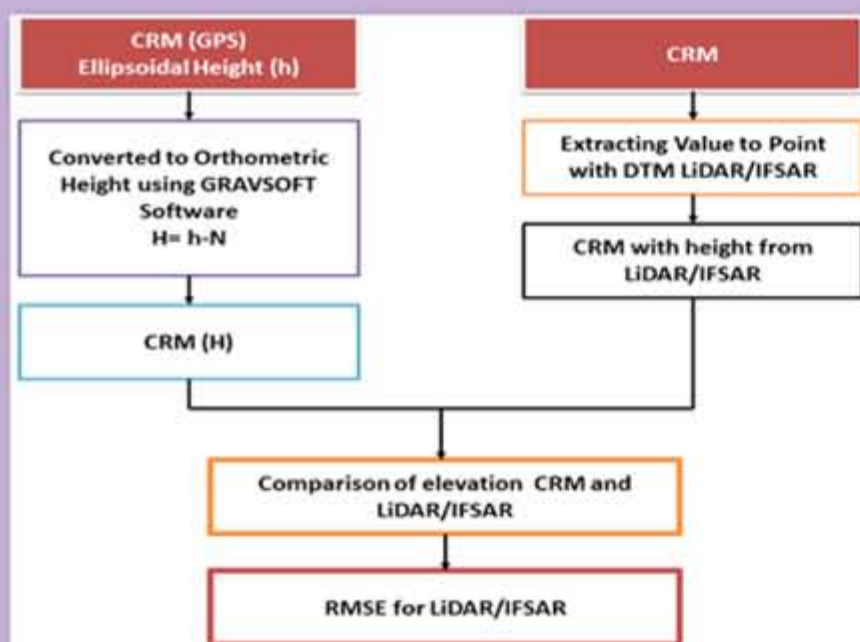 CRM (GPS)
Ellipsoidal Height (h)
Converted to Orthometric
Height using GRAVSOFT
Software
H= h-N
CRM (H)
CRM
Extracting Value to Point
with DTM LiDAR/IFSAR
CRM with height from
LiDAR/IFSAR
Comparison of elevation CRM and
LiDAR/IFSAR
RMSE for LiDAR/IFSAR